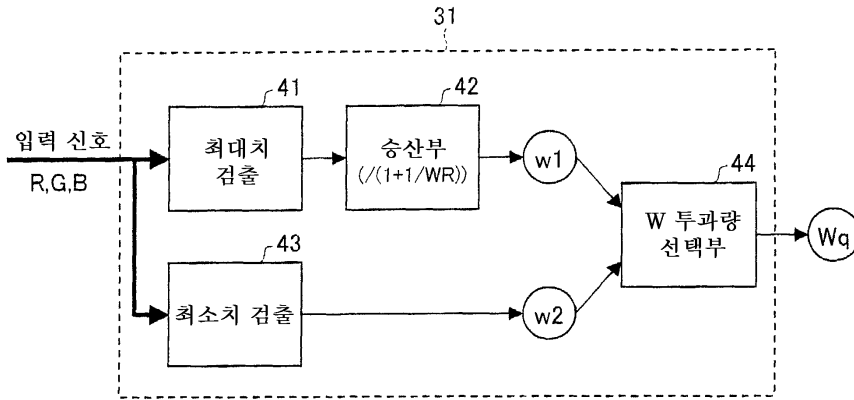 31
41
42
입력 신호
R,G,B
최대치
검출
승산부
(/(1+1/WR))
w1
44
W 투과량
선택부
Wq
43
최소치 검출
w2